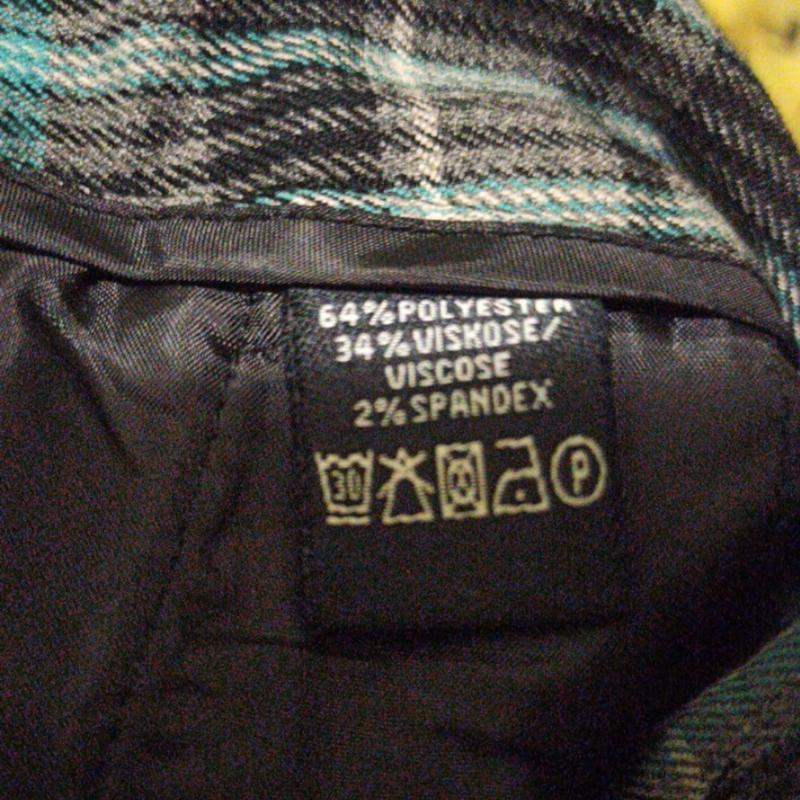 64%POLYESTER
34%VISKOSE/
VISCOSE
2%SPANDEX
30 P